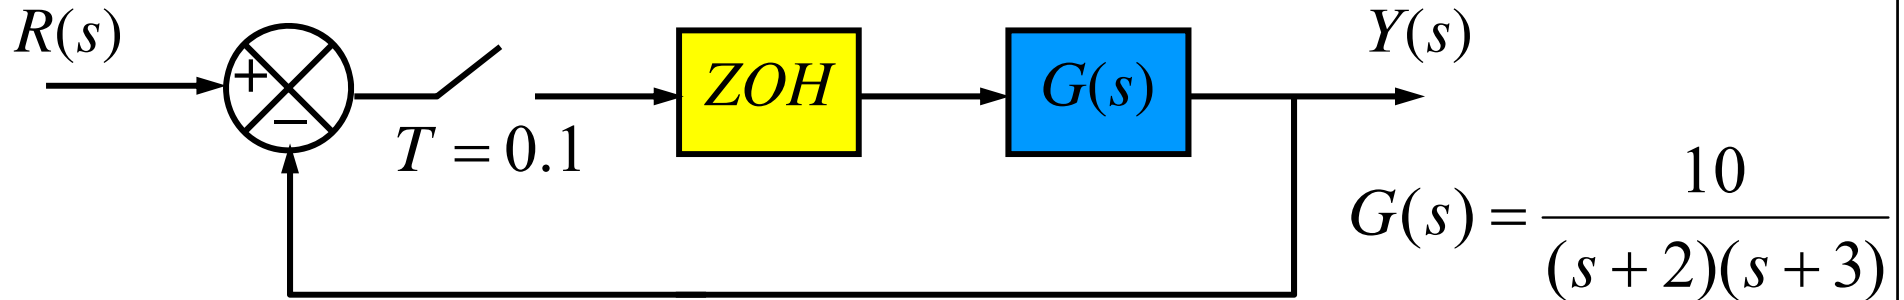 R(s)
+
−
T = 0.1
ZOH
G(s)
Y(s)
G(s) = 10 / (s + 2)(s + 3)